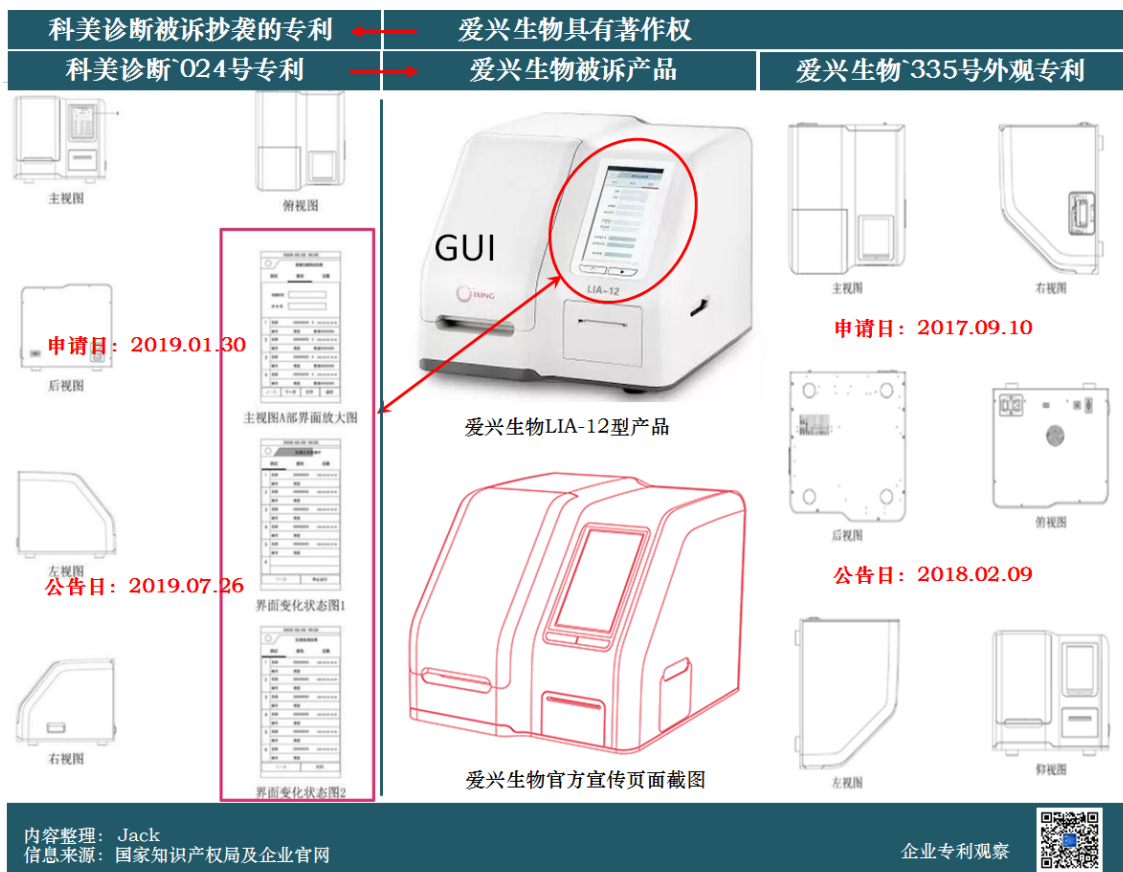 科美诊断被诉抄袭的专利
爱兴生物具有著作权
科美诊断`024号专利
爱兴生物被诉产品
爱兴生物`335号外观专利
主视图
俯视图
申请日：2019.01.30
后视图
主视图A部界面放大图
左视图
公告日：2019.07.26
界面变化状态图1
右视图
界面变化状态图2
GUI
LIA-12
爱兴生物LIA-12型产品
爱兴生物官方宣传页面截图
主视图
右视图
申请日：2017.09.10
后视图
俯视图
公告日：2018.02.09
左视图
仰视图
内容整理： Jack
信息来源：国家知识产权局及企业官网
企业专利观察